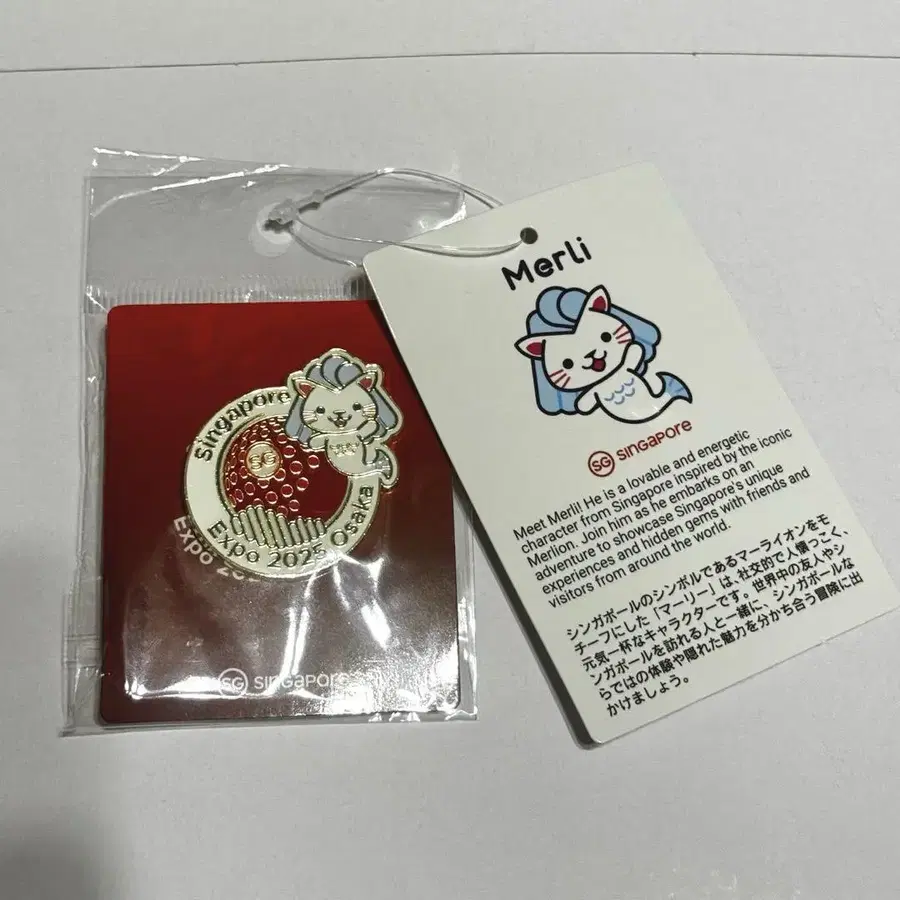 Singapore
SG
Expo 2025 Osaka
Expo 20
SG SINGAPORE
Merli
SG SINGAPORE
Meet Merli! He is a lovable and energetic
character from Singapore inspired by the iconic
Merlion. Join him as he embarks on an
adventure to showcase Singapore's unique
experiences and hidden gems with friends and
visitors from around the world.
シンガポールのシンボルであるマーライオンをモ
チーフにした「マーリー」は、社交的で人懐っこく、
元気一杯なキャラクターです。世界中の友人やシ
ンガポールを訪れる人と一緒に、シンガポールな
らではの体験や隠れた魅力を分かち合う冒険に出
かけましょう。